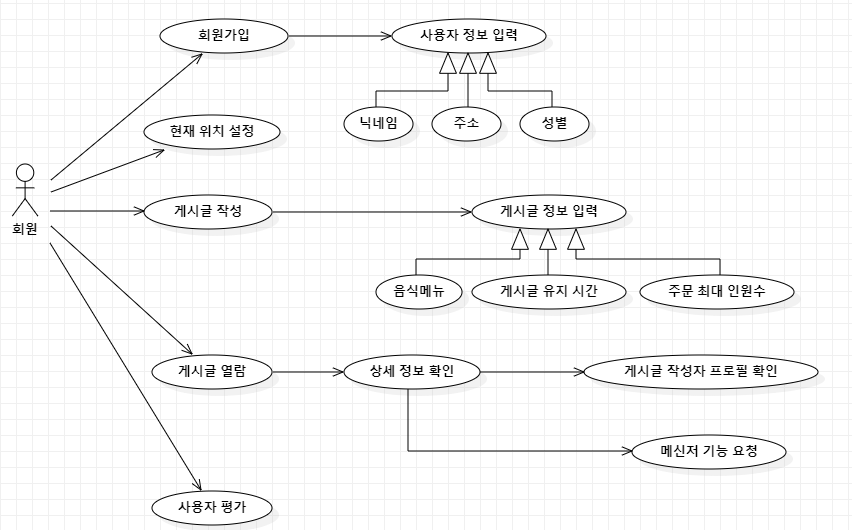 회원가입
사용자 정보 입력
닉네임
주소
성별
현재 위치 설정
회원
게시글 작성
게시글 정보 입력
음식메뉴
게시글 유지 시간
주문 최대 인원수
게시글 열람
상세 정보 확인
게시글 작성자 프로필 확인
메신저 기능 요청
사용자 평가